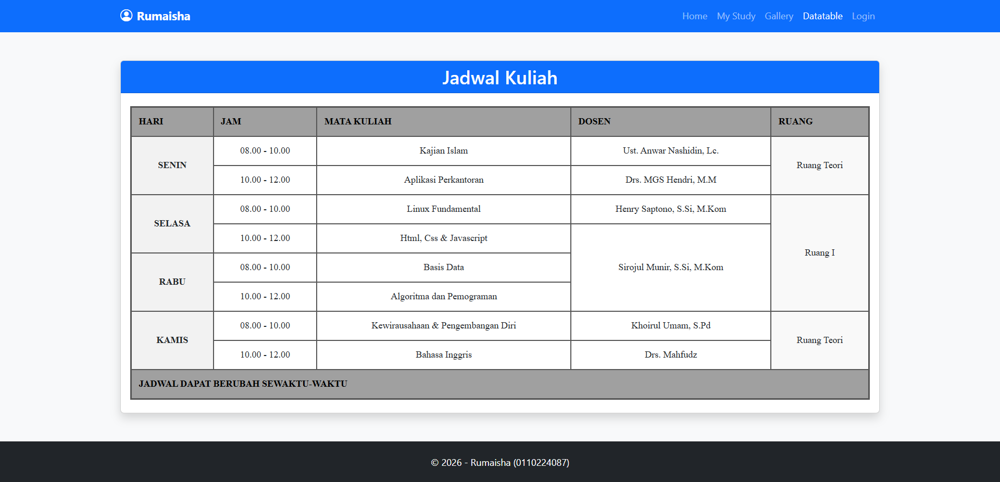 Rumaisha
Home My Study Gallery Datatable Login
Jadwal Kuliah
HARI JAM MATA KULIAH DOSEN RUANG
SENIN 08.00 - 10.00 Kajian Islam Ust. Anwar Nashidin, Lc. Ruang Teori
10.00 - 12.00 Aplikasi Perkantoran Drs. MGS Hendri, M.M
SELASA 08.00 - 10.00 Linux Fundamental Henry Saptono, S.Si, M.Kom Ruang I
10.00 - 12.00 Html, Css & Javascript Sirojul Munir, S.Si, M.Kom
RABU 08.00 - 10.00 Basis Data
10.00 - 12.00 Algoritma dan Pemograman
KAMIS 08.00 - 10.00 Kewirausahaan & Pengembangan Diri Khoirul Umam, S.Pd Ruang Teori
10.00 - 12.00 Bahasa Inggris Drs. Mahfudz
JADWAL DAPAT BERUBAH SEWAKTU-WAKTU
© 2026 - Rumaisha (0110224087)